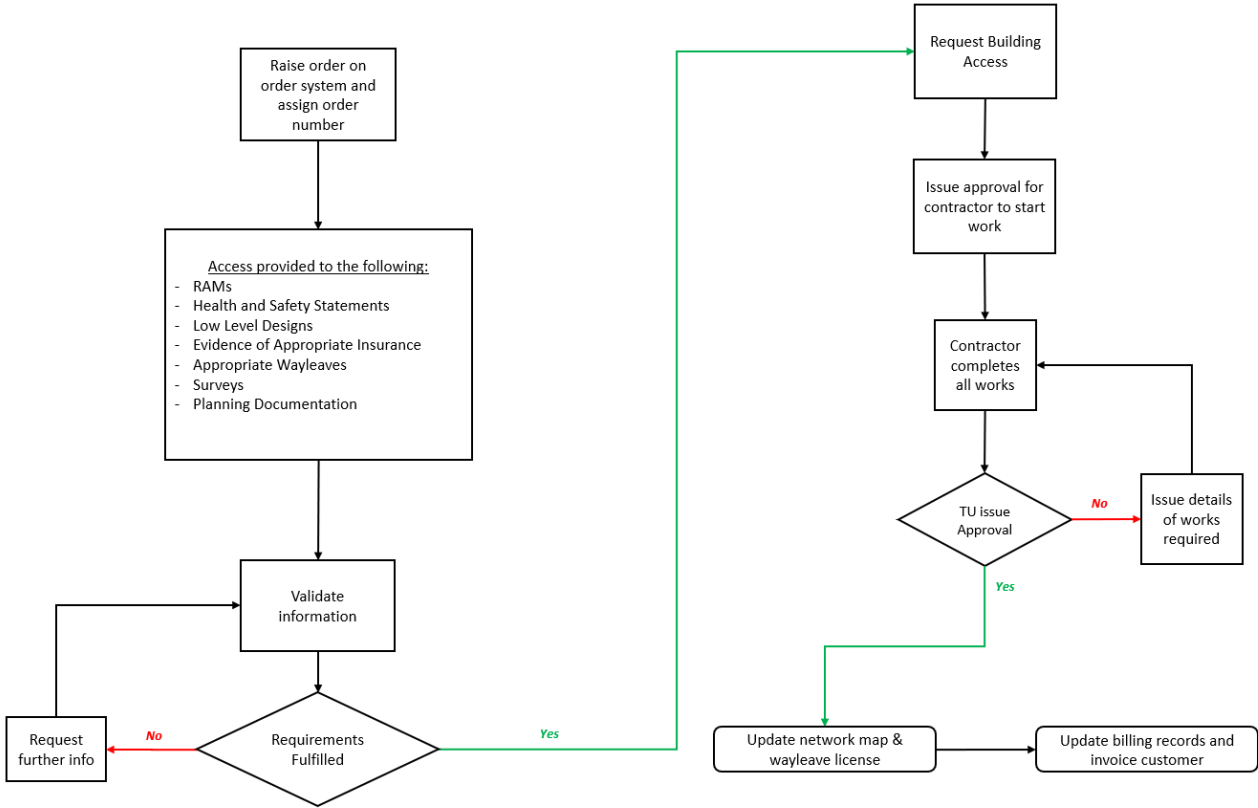 Raise order on
order system and
assign order
number
Access provided to the following:
- RAMs
- Health and Safety Statements
- Low Level Designs
- Evidence of Appropriate Insurance
- Appropriate Wayleaves
- Surveys
- Planning Documentation
Validate
information
Requirements
Fulfilled
No
Request
further info
Yes
Request Building
Access
Issue approval for
contractor to start
work
Contractor
completes
all works
TU issue
Approval
No
Issue details
of works
required
Yes
Update network map &
wayleave license
Update billing records and
invoice customer